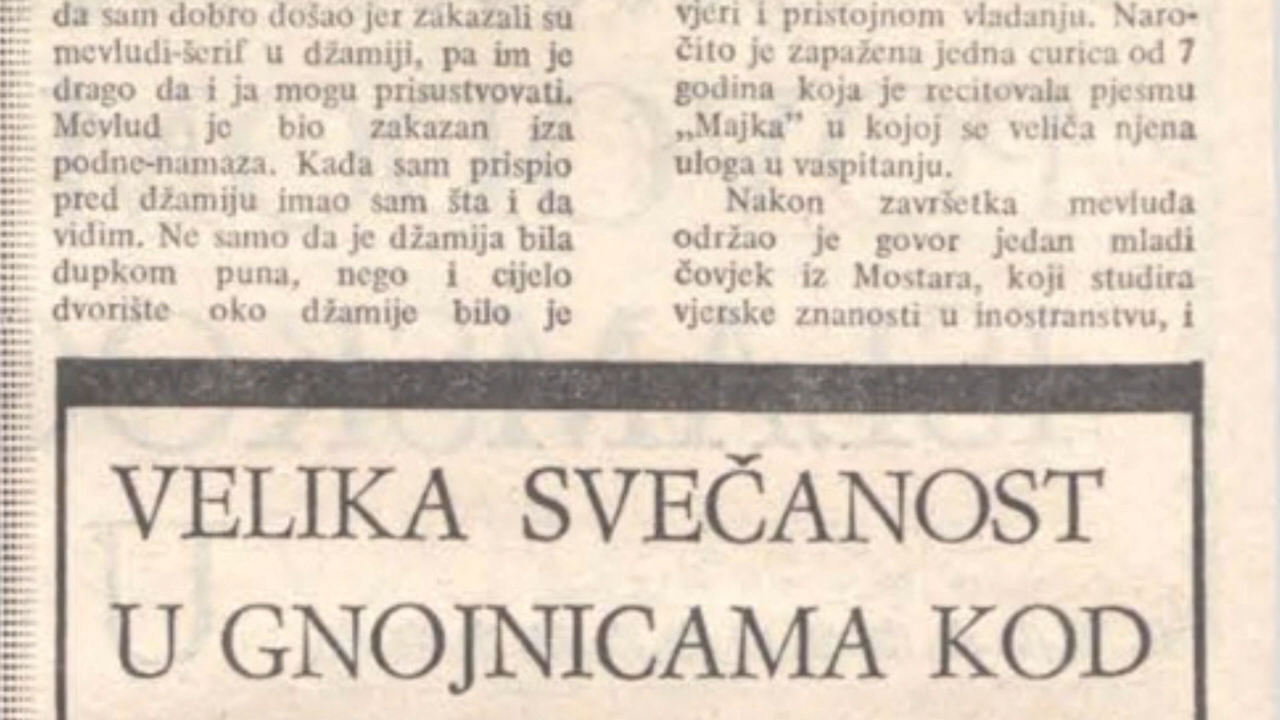 da sam dobro došao jer zakazali su
mevludi-šerif u džamiji, pa im je
drago da i ja mogu prisustvovati.
Mevlud je bio zakazan iza
podne-namaza. Kada sam prispio
pred džamiju imao sam šta i da
vidim. Ne samo da je džamija bila
dupkom puna, nego i cijelo
dvorište oko džamije bilo je
vjeri i pristojnom vladanju. Naro-
čito je zapažena jedna curica od 7
godina koja je recitovala pjesmu
„Majka” u kojoj se veliča njena
uloga u vaspitanju.
Nakon završetka mevluda
održao je govor jedan mladi
čovjek iz Mostara, koji studira
vjerske znanosti u inostranstvu, i
VELIKA SVEČANOST
U GNOJNICAMA KOD